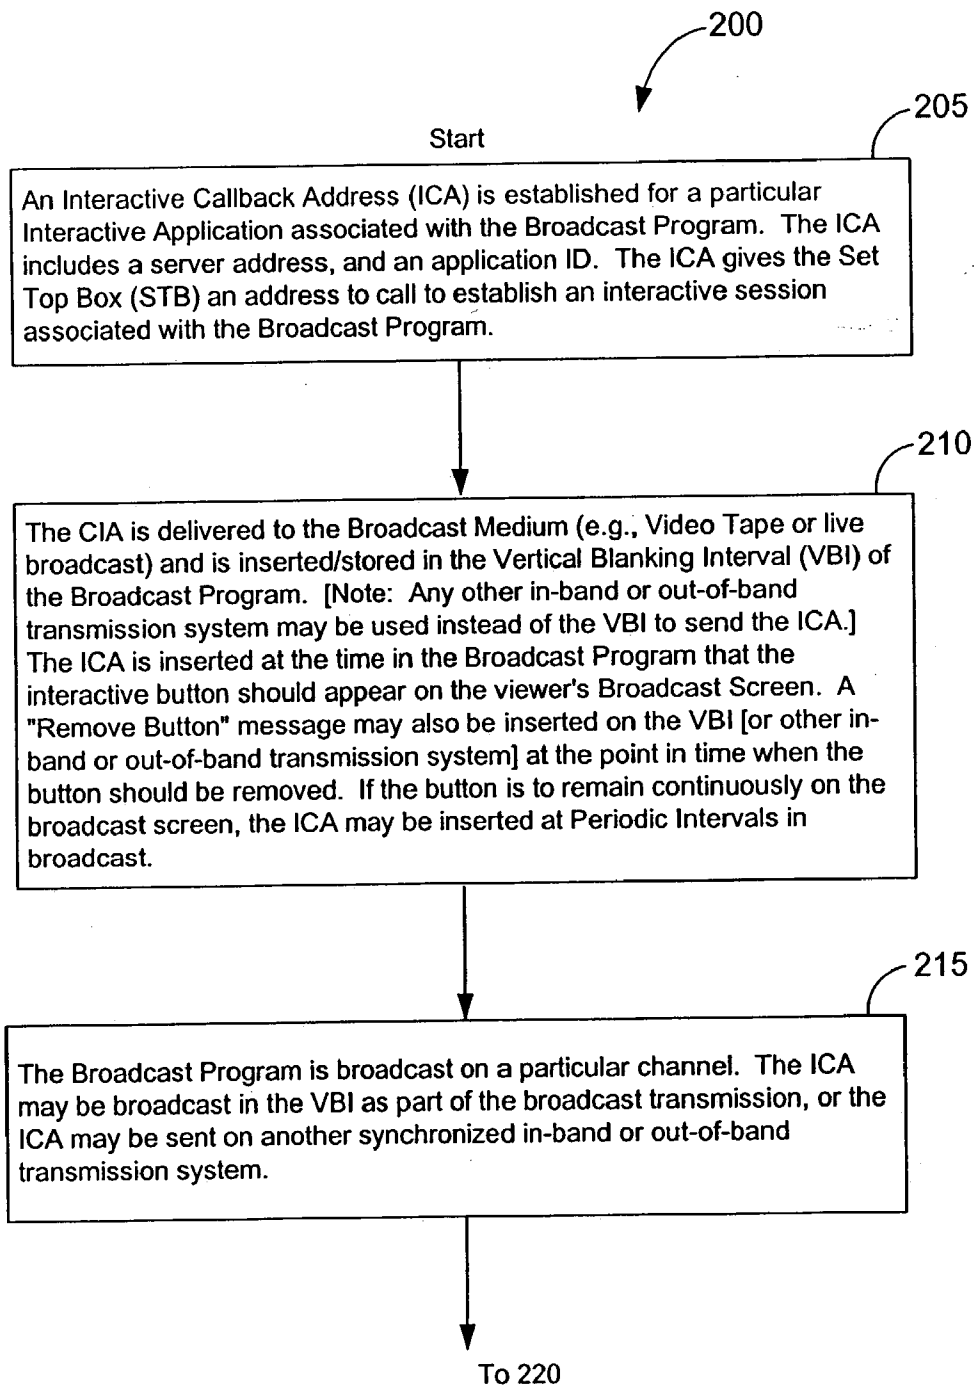 200
205
Start
An Interactive Callback Address (ICA) is established for a particular
Interactive Application associated with the Broadcast Program. The ICA
includes a server address, and an application ID. The ICA gives the Set
Top Box (STB) an address to call to establish an interactive session
associated with the Broadcast Program.
210
The CIA is delivered to the Broadcast Medium (e.g., Video Tape or live
broadcast) and is inserted/stored in the Vertical Blanking Interval (VBI) of
the Broadcast Program. [Note: Any other in-band or out-of-band
transmission system may be used instead of the VBI to send the ICA.]
The ICA is inserted at the time in the Broadcast Program that the
interactive button should appear on the viewer's Broadcast Screen. A
"Remove Button" message may also be inserted on the VBI [or other in-
band or out-of-band transmission system] at the point in time when the
button should be removed. If the button is to remain continuously on the
broadcast screen, the ICA may be inserted at Periodic Intervals in
broadcast.
215
The Broadcast Program is broadcast on a particular channel. The ICA
may be broadcast in the VBI as part of the broadcast transmission, or the
ICA may be sent on another synchronized in-band or out-of-band
transmission system.
To 220